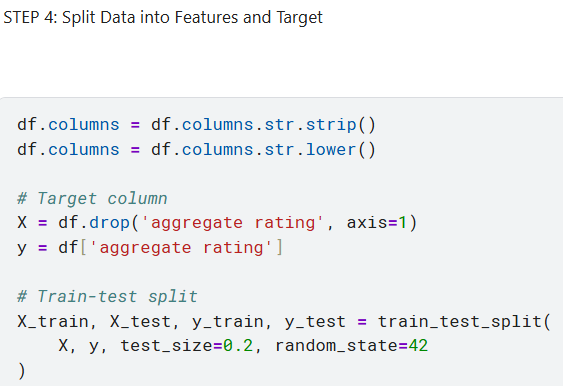 STEP 4: Split Data into Features and Target
df.columns = df.columns.str.strip()
df.columns = df.columns.str.lower()
# Target column
X = df.drop('aggregate rating', axis=1)
y = df['aggregate rating']
# Train-test split
X_train, X_test, y_train, y_test = train_test_split(
    X, y, test_size=0.2, random_state=42
)